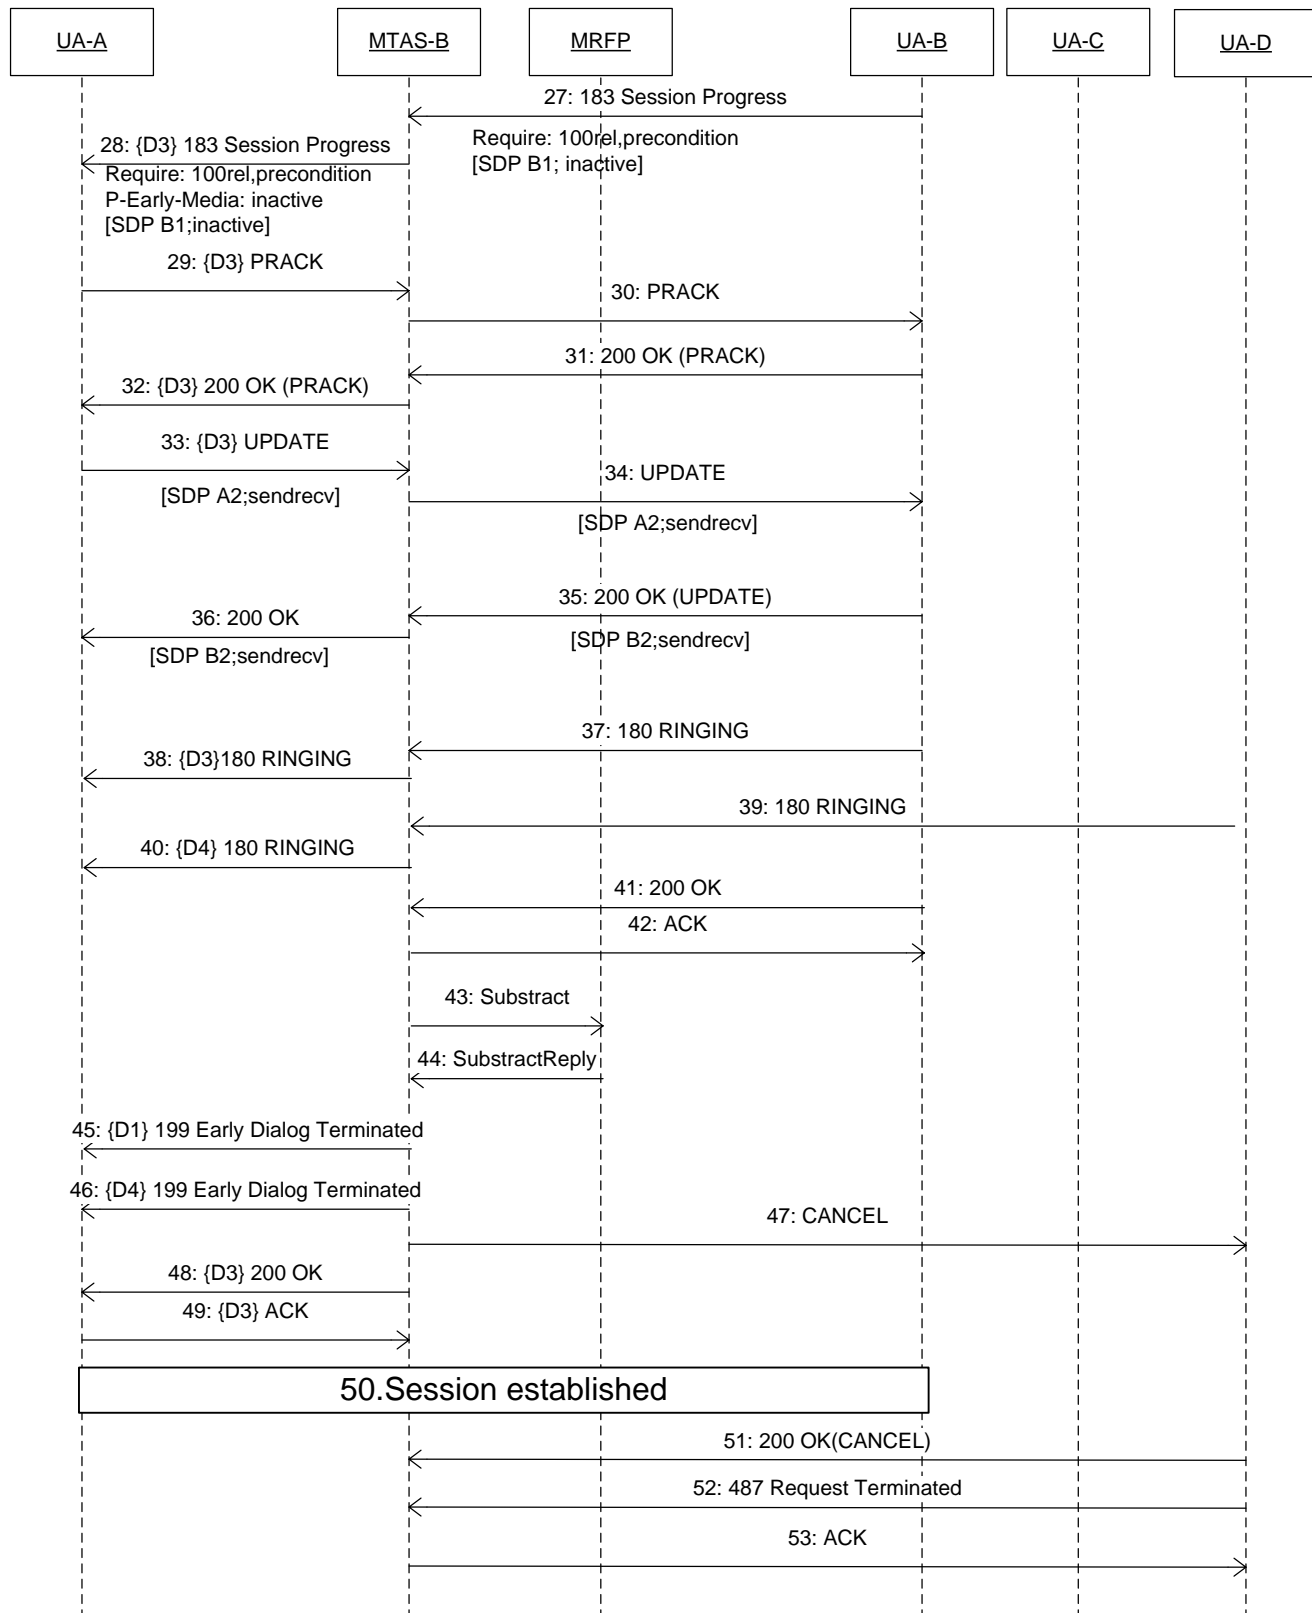 UA-A
MTAS-B
MRFP
UA-B
UA-C
UA-D
27: 183 Session Progress
Require: 100rel,precondition
[SDP B1; inactive]
28: {D3} 183 Session Progress
Require: 100rel,precondition
P-Early-Media: inactive
[SDP B1;inactive]
29: {D3} PRACK
30: PRACK
31: 200 OK (PRACK)
32: {D3} 200 OK (PRACK)
33: {D3} UPDATE
[SDP A2;sendrecv]
34: UPDATE
[SDP A2;sendrecv]
35: 200 OK (UPDATE)
[SDP B2;sendrecv]
36: 200 OK
[SDP B2;sendrecv]
37: 180 RINGING
38: {D3}180 RINGING
39: 180 RINGING
40: {D4} 180 RINGING
41: 200 OK
42: ACK
43: Substract
44: SubstractReply
45: {D1} 199 Early Dialog Terminated
46: {D4} 199 Early Dialog Terminated
47: CANCEL
48: {D3} 200 OK
49: {D3} ACK
50.Session established
51: 200 OK(CANCEL)
52: 487 Request Terminated
53: ACK